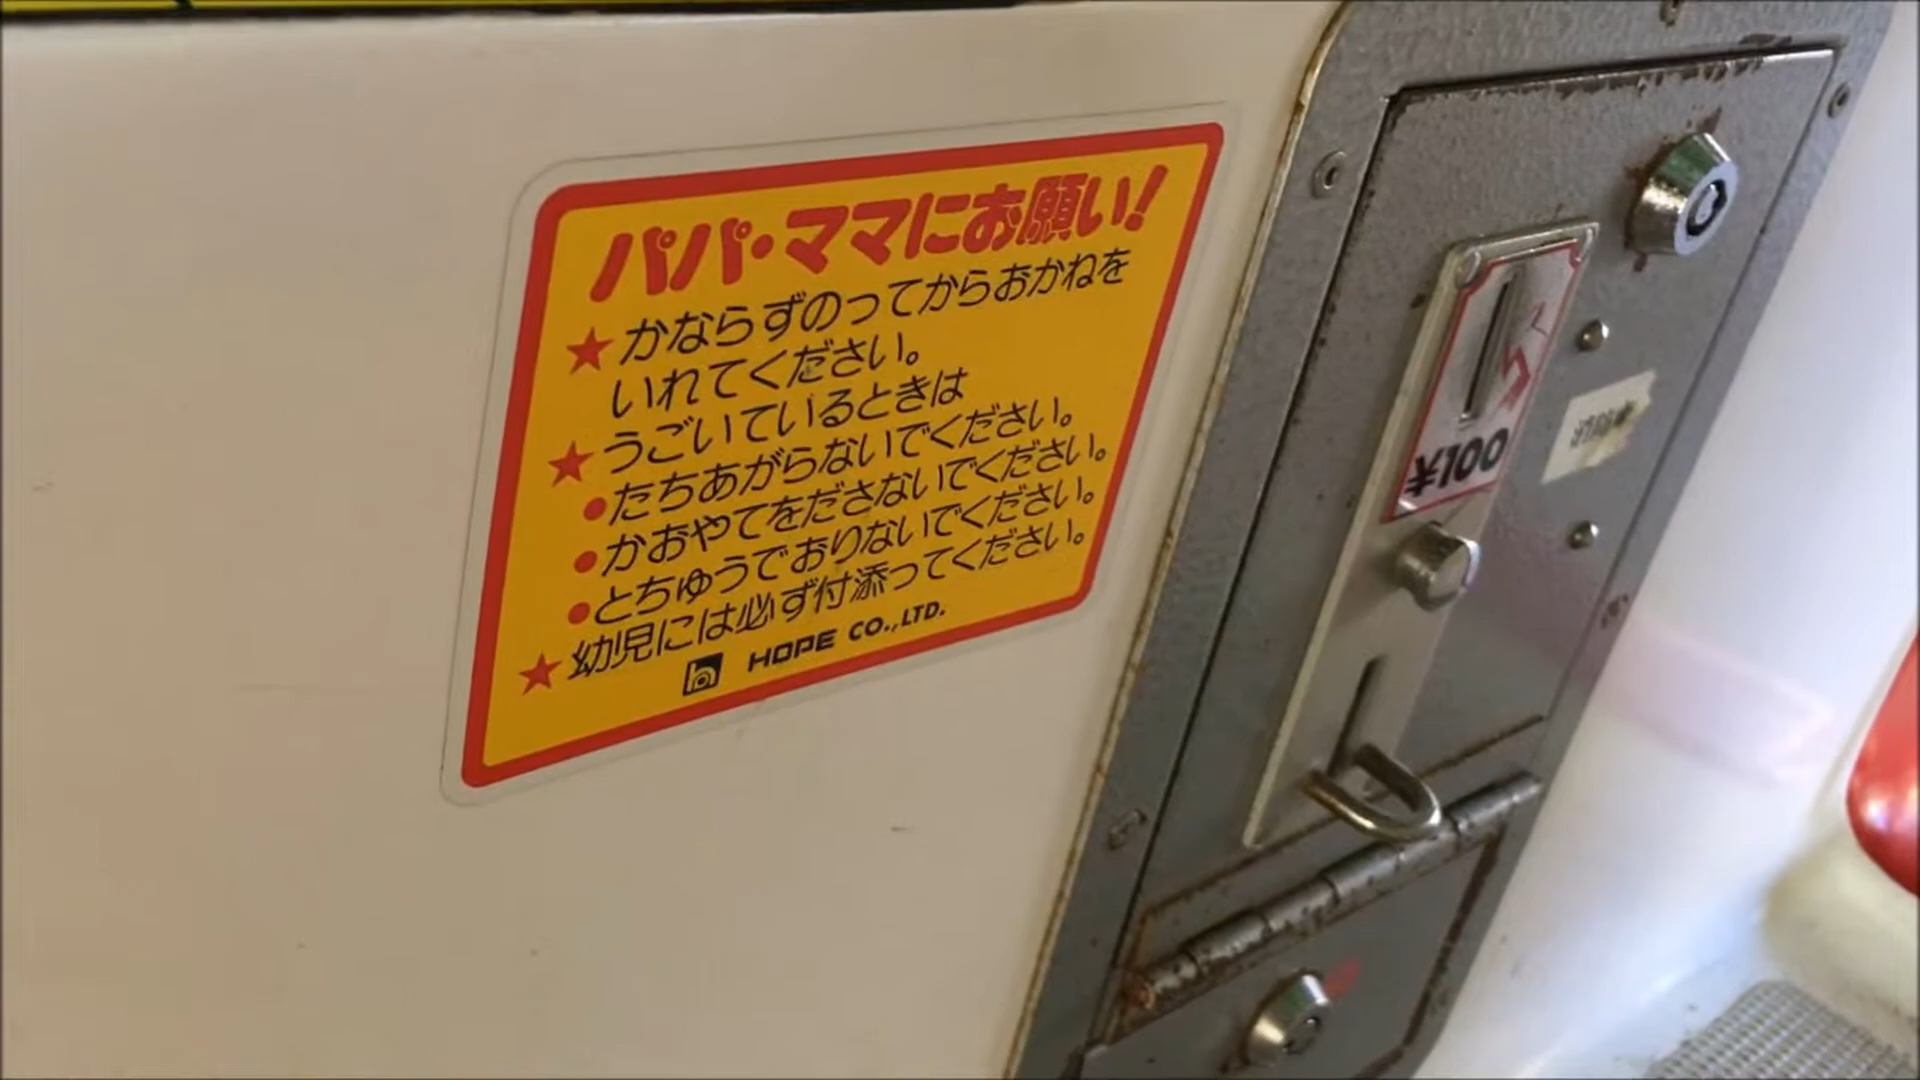 パパ・ママにお願い!
★かならずのってからおかねを
いれてください。
★うごいているときは
●たちあがらないでください。
●かおやてをださないでください。
●とちゅうでおりないでください。
★幼児には必ず付添ってください。
HOPE CO.,LTD.
¥100